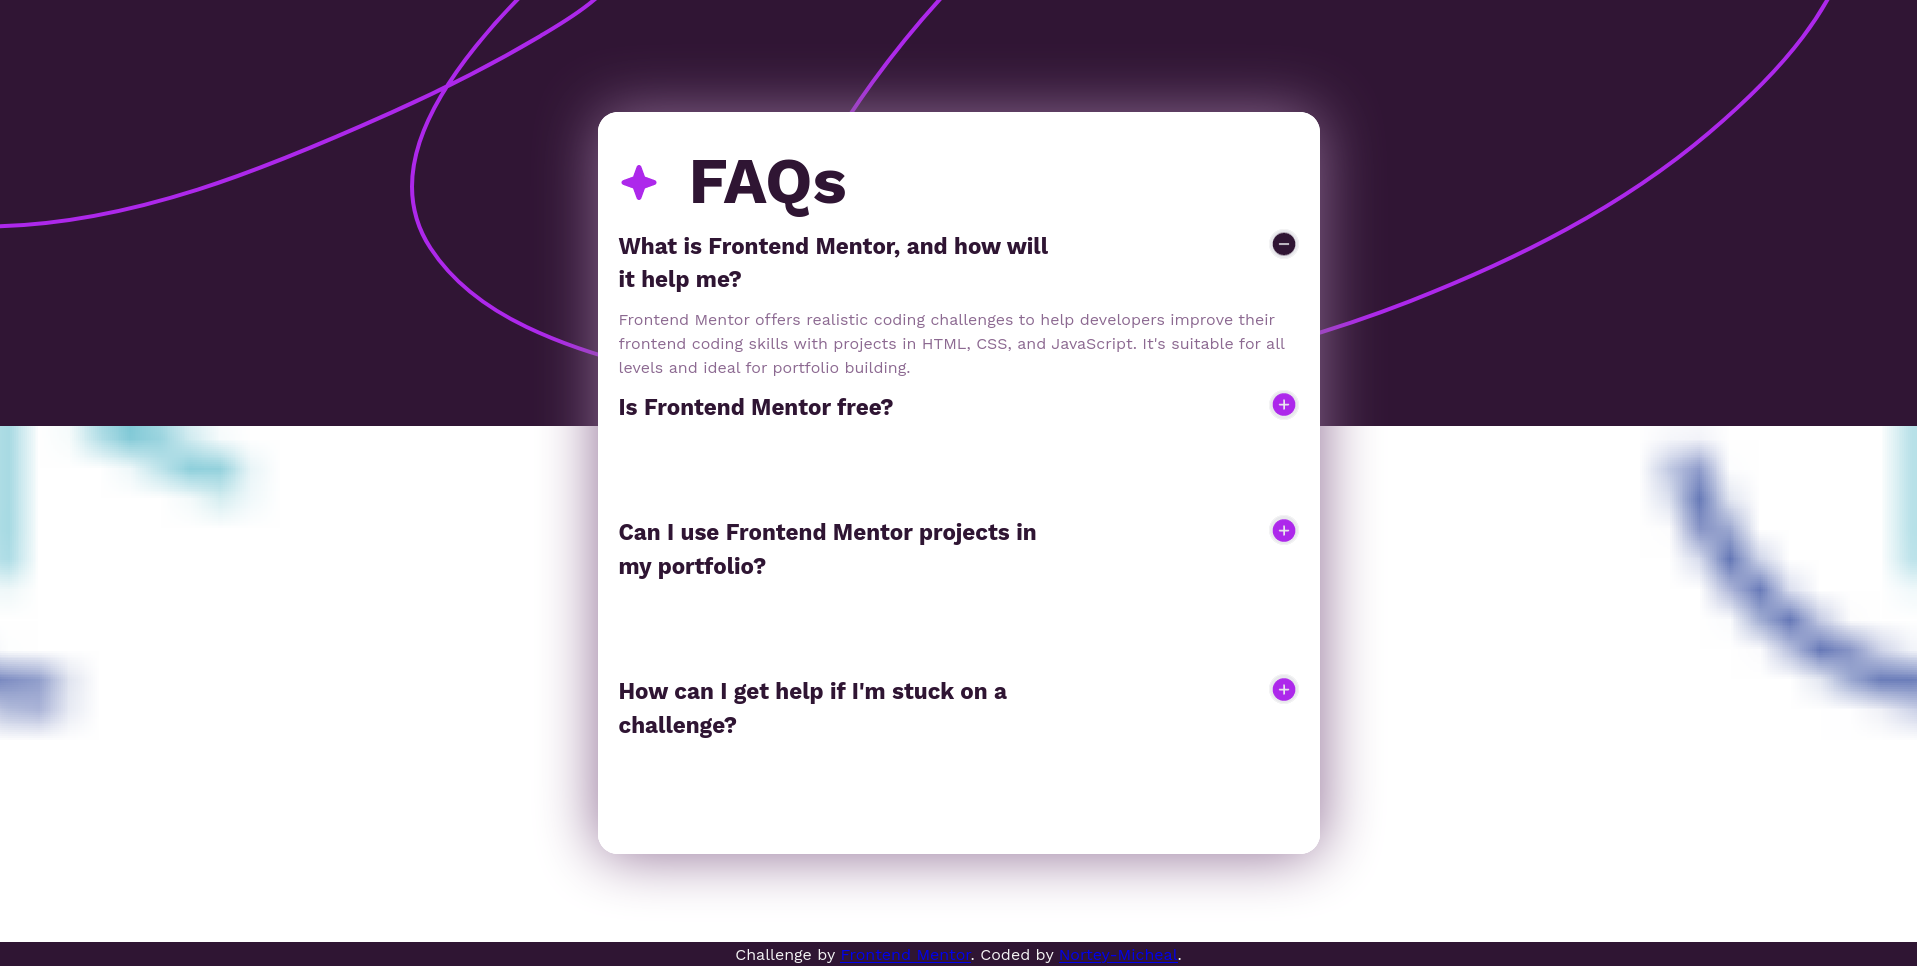 FAQs
What is Frontend Mentor, and how will
it help me?
Frontend Mentor offers realistic coding challenges to help developers improve their
frontend coding skills with projects in HTML, CSS, and JavaScript. It's suitable for all
levels and ideal for portfolio building.
Is Frontend Mentor free?
Can I use Frontend Mentor projects in
my portfolio?
How can I get help if I'm stuck on a
challenge?
Challenge by Frontend Mentor. Coded by Nortey Micheal.